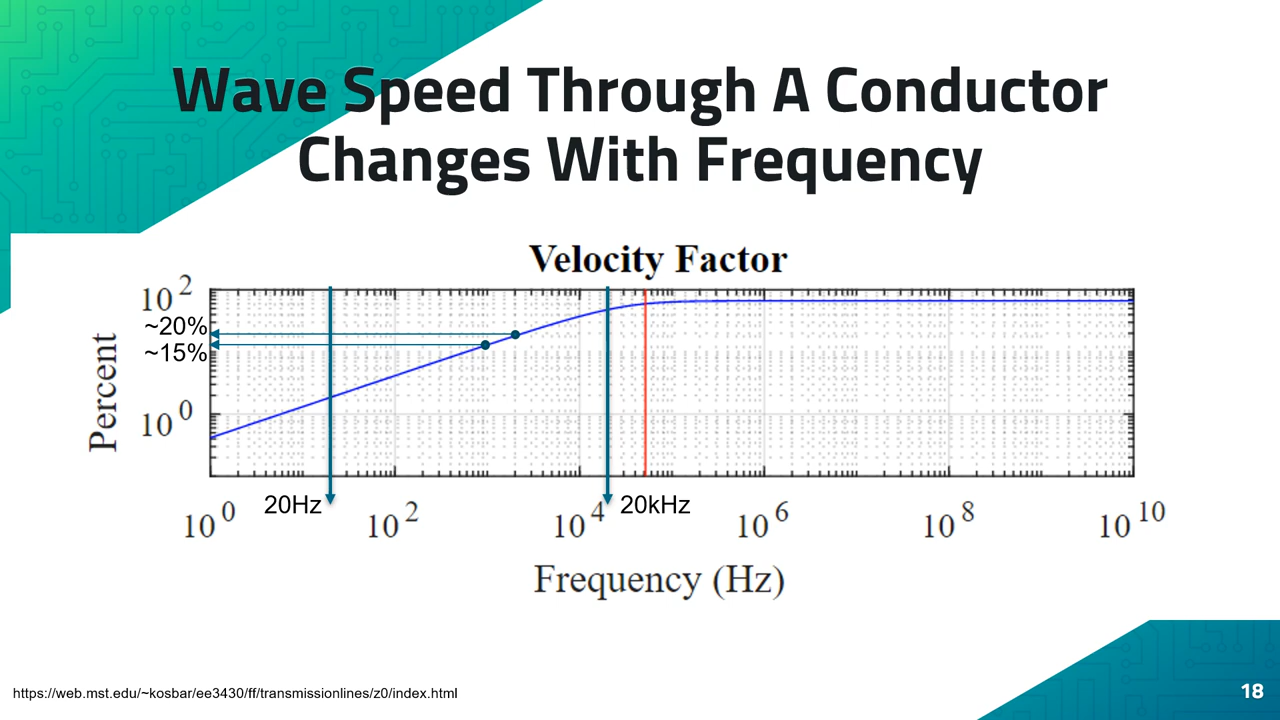 Wave Speed Through A Conductor
Changes With Frequency
Velocity Factor
10^2
~20%
~15%
Percent
10^0
20Hz
20kHz
10^0 10^2 10^4 10^6 10^8 10^10
Frequency (Hz)
https://web.mst.edu/~kosbar/ee3430/ff/transmissionlines/z0/index.html
18